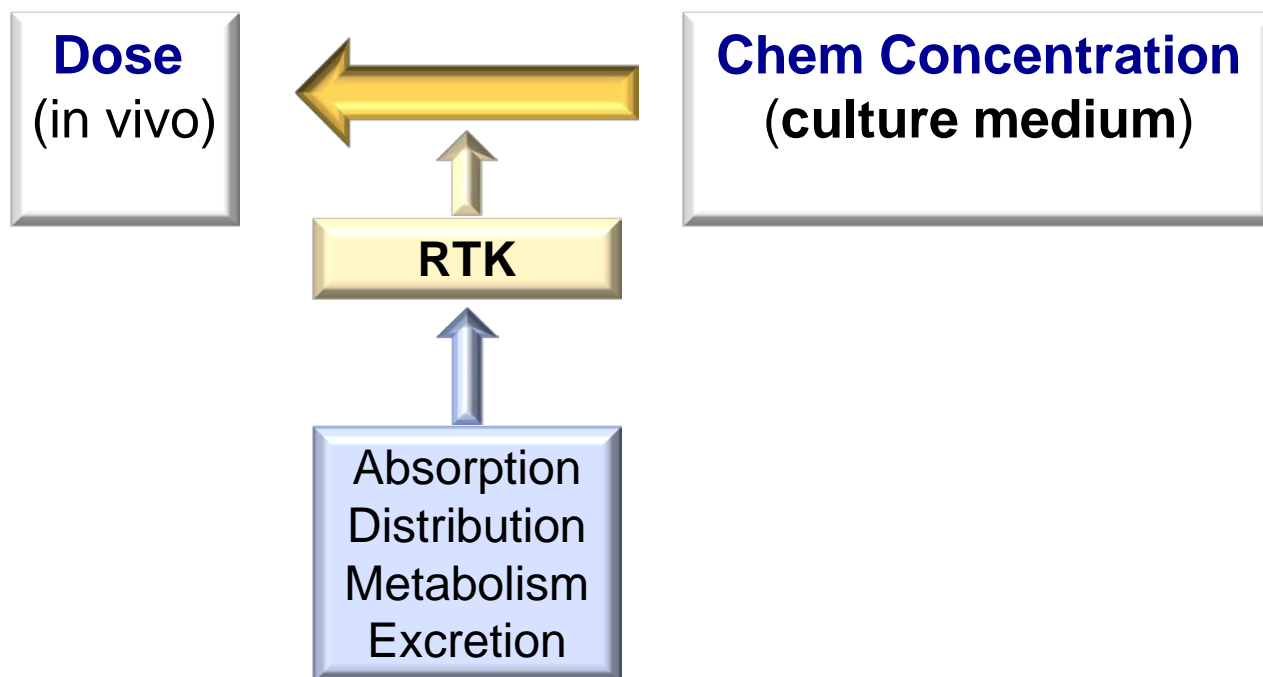 Dose
(in vivo)
Chem Concentration
(culture medium)
RTK
Absorption
Distribution
Metabolism
Excretion